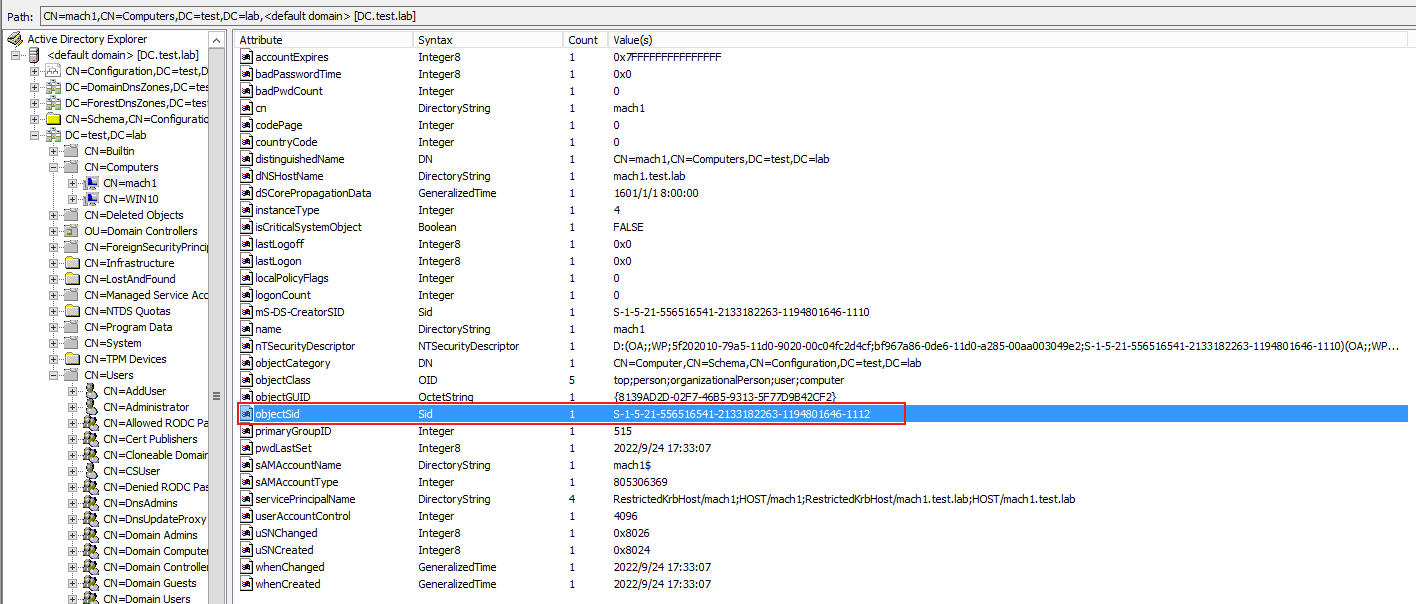 Path: CN=mach1,CN=Computers,DC=test,DC=lab,<default domain> [DC.test.lab]
Active Directory Explorer
<default domain> [DC.test.lab]
CN=Configuration,DC=test,D
DC=DomainDnsZones,DC=test
DC=ForestDnsZones,DC=test
CN=Schema,CN=Configuratio
DC=test,DC=lab
CN=Builtin
CN=Computers
CN=mach1
CN=WIN10
CN=Deleted Objects
OU=Domain Controllers
CN=ForeignSecurityPrincip
CN=Infrastructure
CN=LostAndFound
CN=Managed Service Acc
CN=NTDS Quotas
CN=Program Data
CN=System
CN=TPM Devices
CN=Users
CN=AddUser
CN=Administrator
CN=Allowed RODC Pa
CN=Cert Publishers
CN=Cloneable Domain
CN=CSUser
CN=Denied RODC Pas
CN=DnsAdmins
CN=DnsUpdateProxy
CN=Domain Admins
CN=Domain Computer
CN=Domain Controlle
CN=Domain Guests
CN=Domain Users
Attribute Syntax Count Value(s)
accountExpires Integer8 1 0x7FFFFFFFFFFFFFFF
badPasswordTime Integer8 1 0x0
badPwdCount Integer 1 0
cn DirectoryString 1 mach1
codePage Integer 1 0
countryCode Integer 1 0
distinguishedName DN 1 CN=mach1,CN=Computers,DC=test,DC=lab
dNSHostName DirectoryString 1 mach1.test.lab
dSCorePropagationData GeneralizedTime 1 1601/1/1 8:00:00
instanceType Integer 1 4
isCriticalSystemObject Boolean 1 FALSE
lastLogoff Integer8 1 0x0
lastLogon Integer8 1 0x0
localPolicyFlags Integer 1 0
logonCount Integer 1 0
mS-DS-CreatorSID Sid 1 S-1-5-21-556516541-2133182263-1194801646-1110
name DirectoryString 1 mach1
nTSecurityDescriptor NTSecurityDescriptor 1 D:(OA;;WP;5f202010-79a5-11d0-9020-00c04fc2d4cf;bf967a86-0de6-11d0-a285-00aa003049e2;S-1-5-21-556516541-2133182263-1194801646-1110)(OA;;WP...
objectCategory DN 1 CN=Computer,CN=Schema,CN=Configuration,DC=test,DC=lab
objectClass OID 5 top;person;organizationalPerson;user;computer
objectGUID OctetString 1 {8139AD2D-02F7-46B5-9313-5F77D9B42CF2}
objectSid Sid 1 S-1-5-21-556516541-2133182263-1194801646-1112
primaryGroupID Integer 1 515
pwdLastSet Integer8 1 2022/9/24 17:33:07
sAMAccountName DirectoryString 1 mach1$
sAMAccountType Integer 1 805306369
servicePrincipalName DirectoryString 4 RestrictedKrbHost/mach1;HOST/mach1;RestrictedKrbHost/mach1.test.lab;HOST/mach1.test.lab
userAccountControl Integer 1 4096
uSNChanged Integer8 1 0x8026
uSNCreated Integer8 1 0x8024
whenChanged GeneralizedTime 1 2022/9/24 17:33:07
whenCreated GeneralizedTime 1 2022/9/24 17:33:07